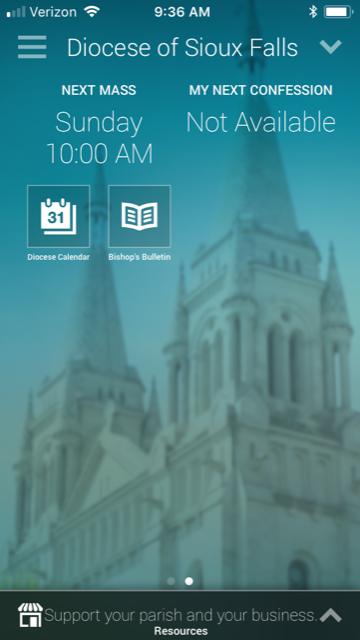 Verizon 9:36 AM
Diocese of Sioux Falls
NEXT MASS
Sunday
10:00 AM
MY NEXT CONFESSION
Not Available
31
Diocese Calendar
Bishop's Bulletin
Support your parish and your business.
Resources